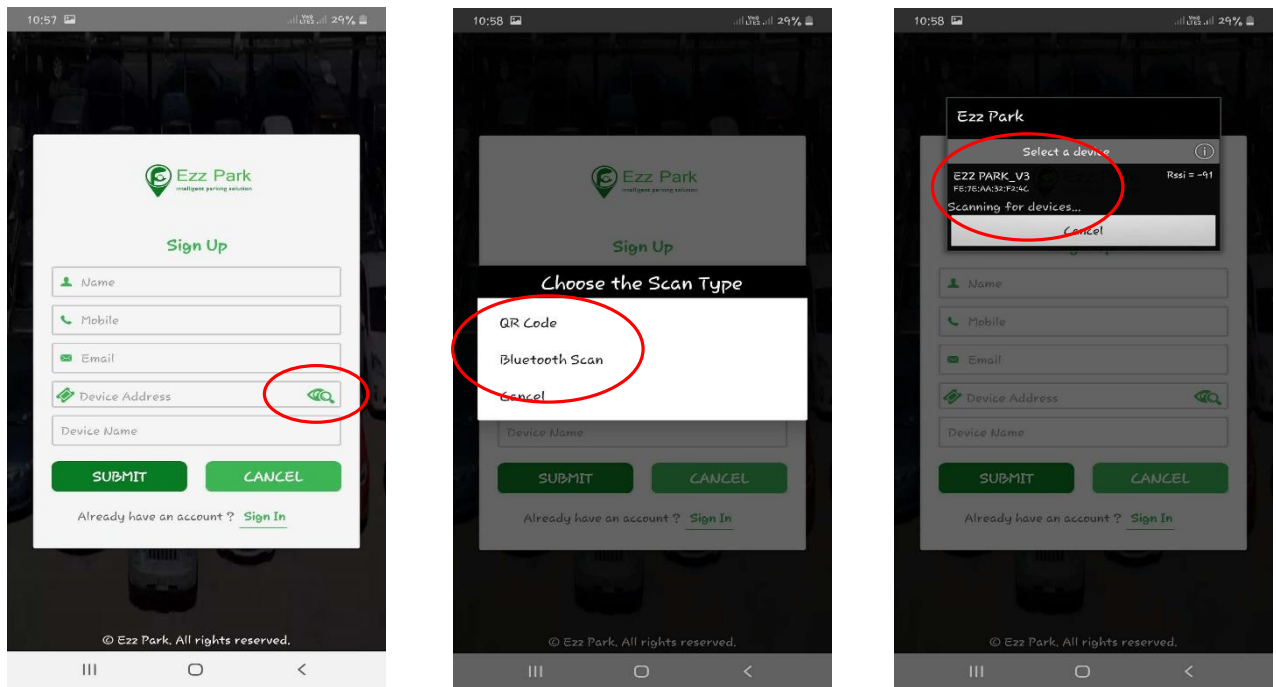 10:57
29%
Ezz Park
intelligent parking solution
Sign Up
Name
Mobile
Email
Device Address
Device Name
SUBMIT CANCEL
Already have an account ? Sign In
© Ezz Park. All rights reserved.
10:58
29%
Ezz Park
intelligent parking solution
Sign Up
Choose the Scan Type
QR Code
Bluetooth Scan
Cancel
Device Name
SUBMIT CANCEL
Already have an account ? Sign In
© Ezz Park. All rights reserved.
10:58
29%
Ezz Park
Select a device
EZZ PARK_V3 Rssi = -91
FE:7E:AA:32:F2:4C
Scanning for devices...
Cancel
Name
Mobile
Email
Device Address
Device Name
SUBMIT CANCEL
Already have an account ? Sign In
© Ezz Park. All rights reserved.